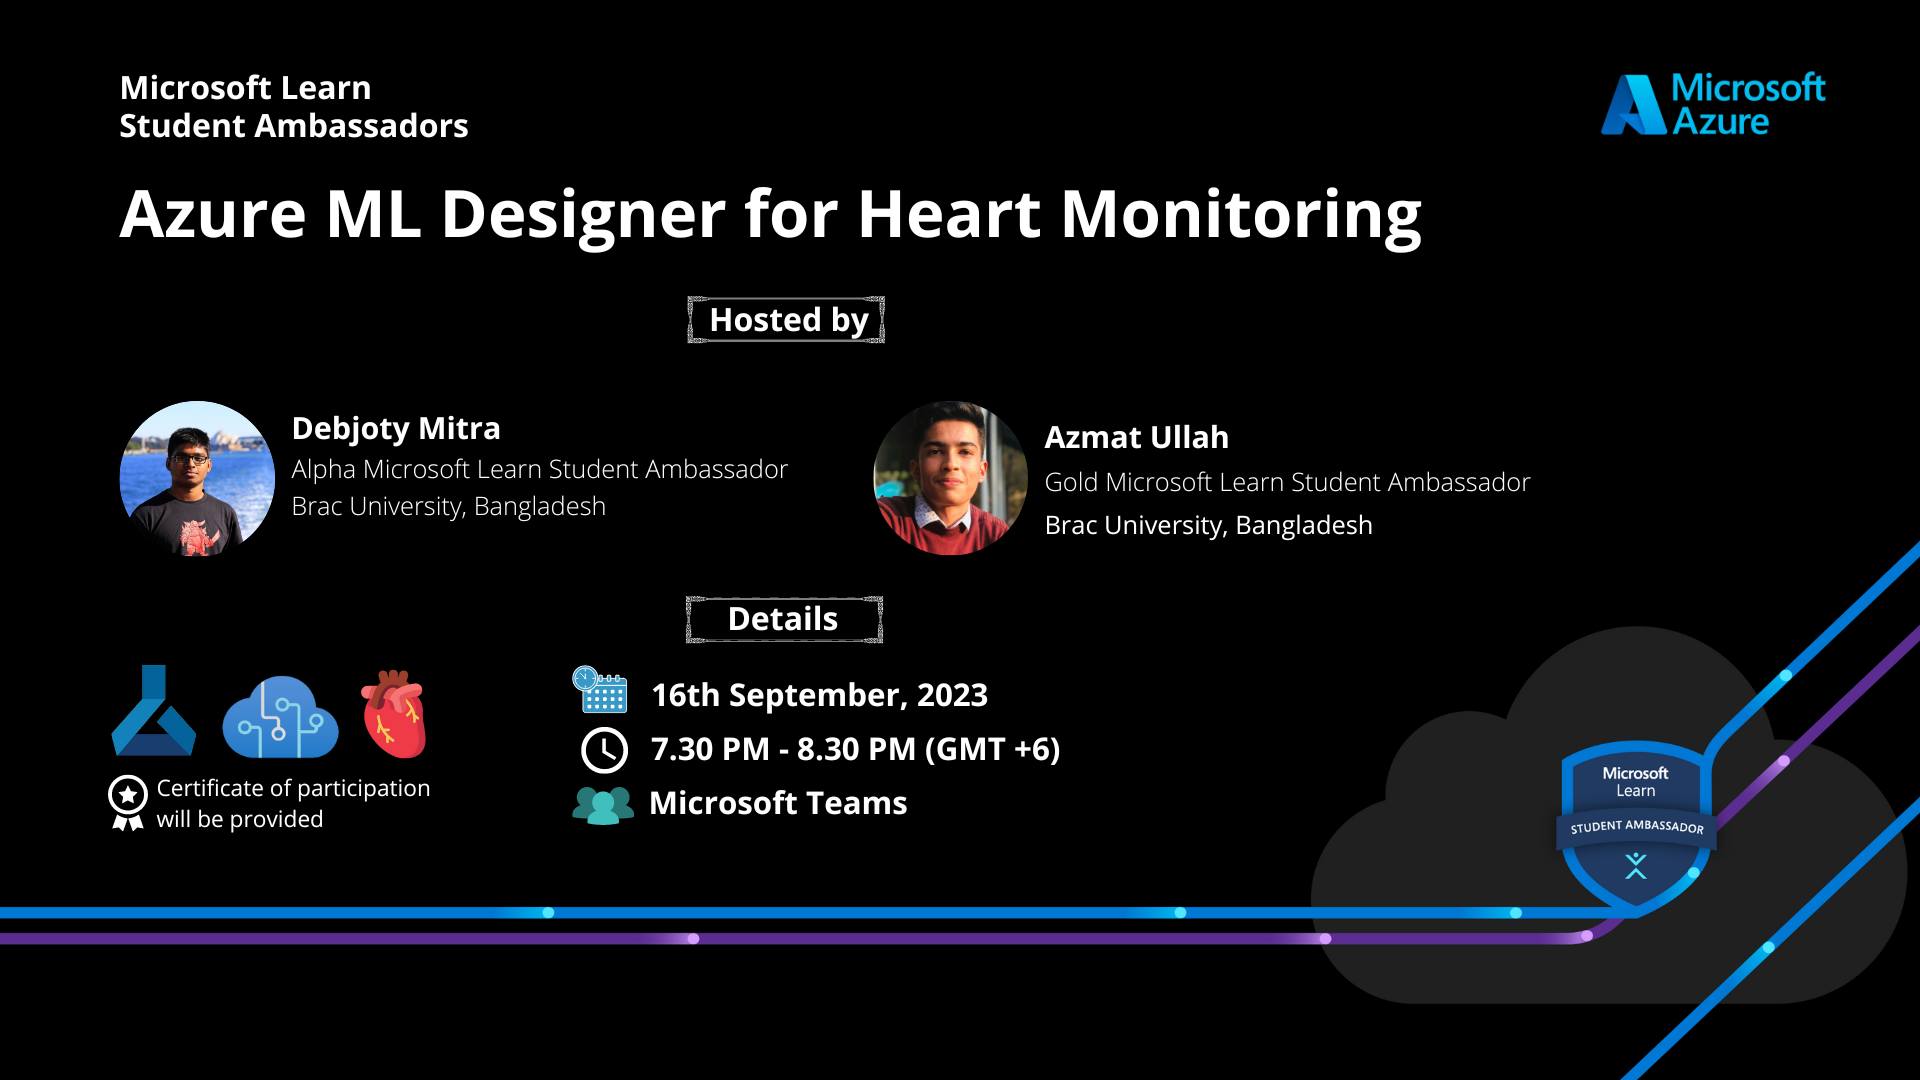 Microsoft Learn
Student Ambassadors
Microsoft
Azure
Azure ML Designer for Heart Monitoring
Hosted by
Debjoty Mitra
Alpha Microsoft Learn Student Ambassador
Brac University, Bangladesh
Azmat Ullah
Gold Microsoft Learn Student Ambassador
Brac University, Bangladesh
Details
Certificate of participation
will be provided
16th September, 2023
7.30 PM - 8.30 PM (GMT +6)
Microsoft Teams
Microsoft
Learn
STUDENT AMBASSADOR